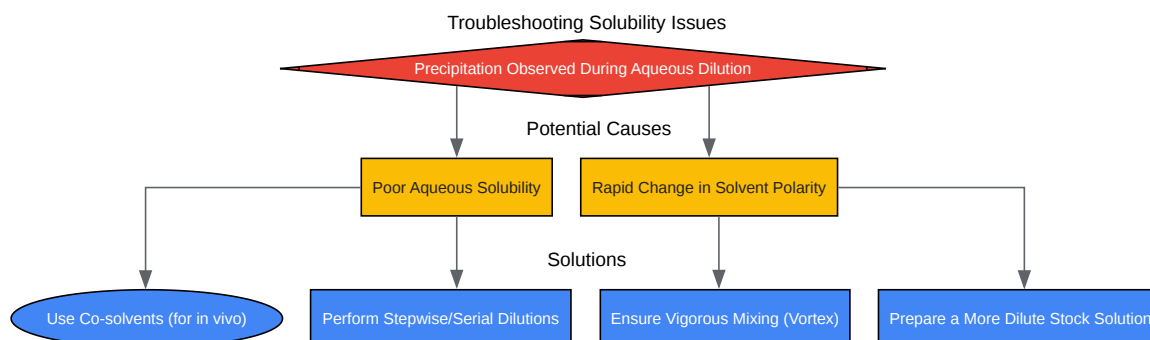 Troubleshooting Solubility Issues
Precipitation Observed During Aqueous Dilution
Potential Causes
Poor Aqueous Solubility
Rapid Change in Solvent Polarity
Solutions
Use Co-solvents (for in vivo)
Perform Stepwise/Serial Dilutions
Ensure Vigorous Mixing (Vortex)
Prepare a More Dilute Stock Solution